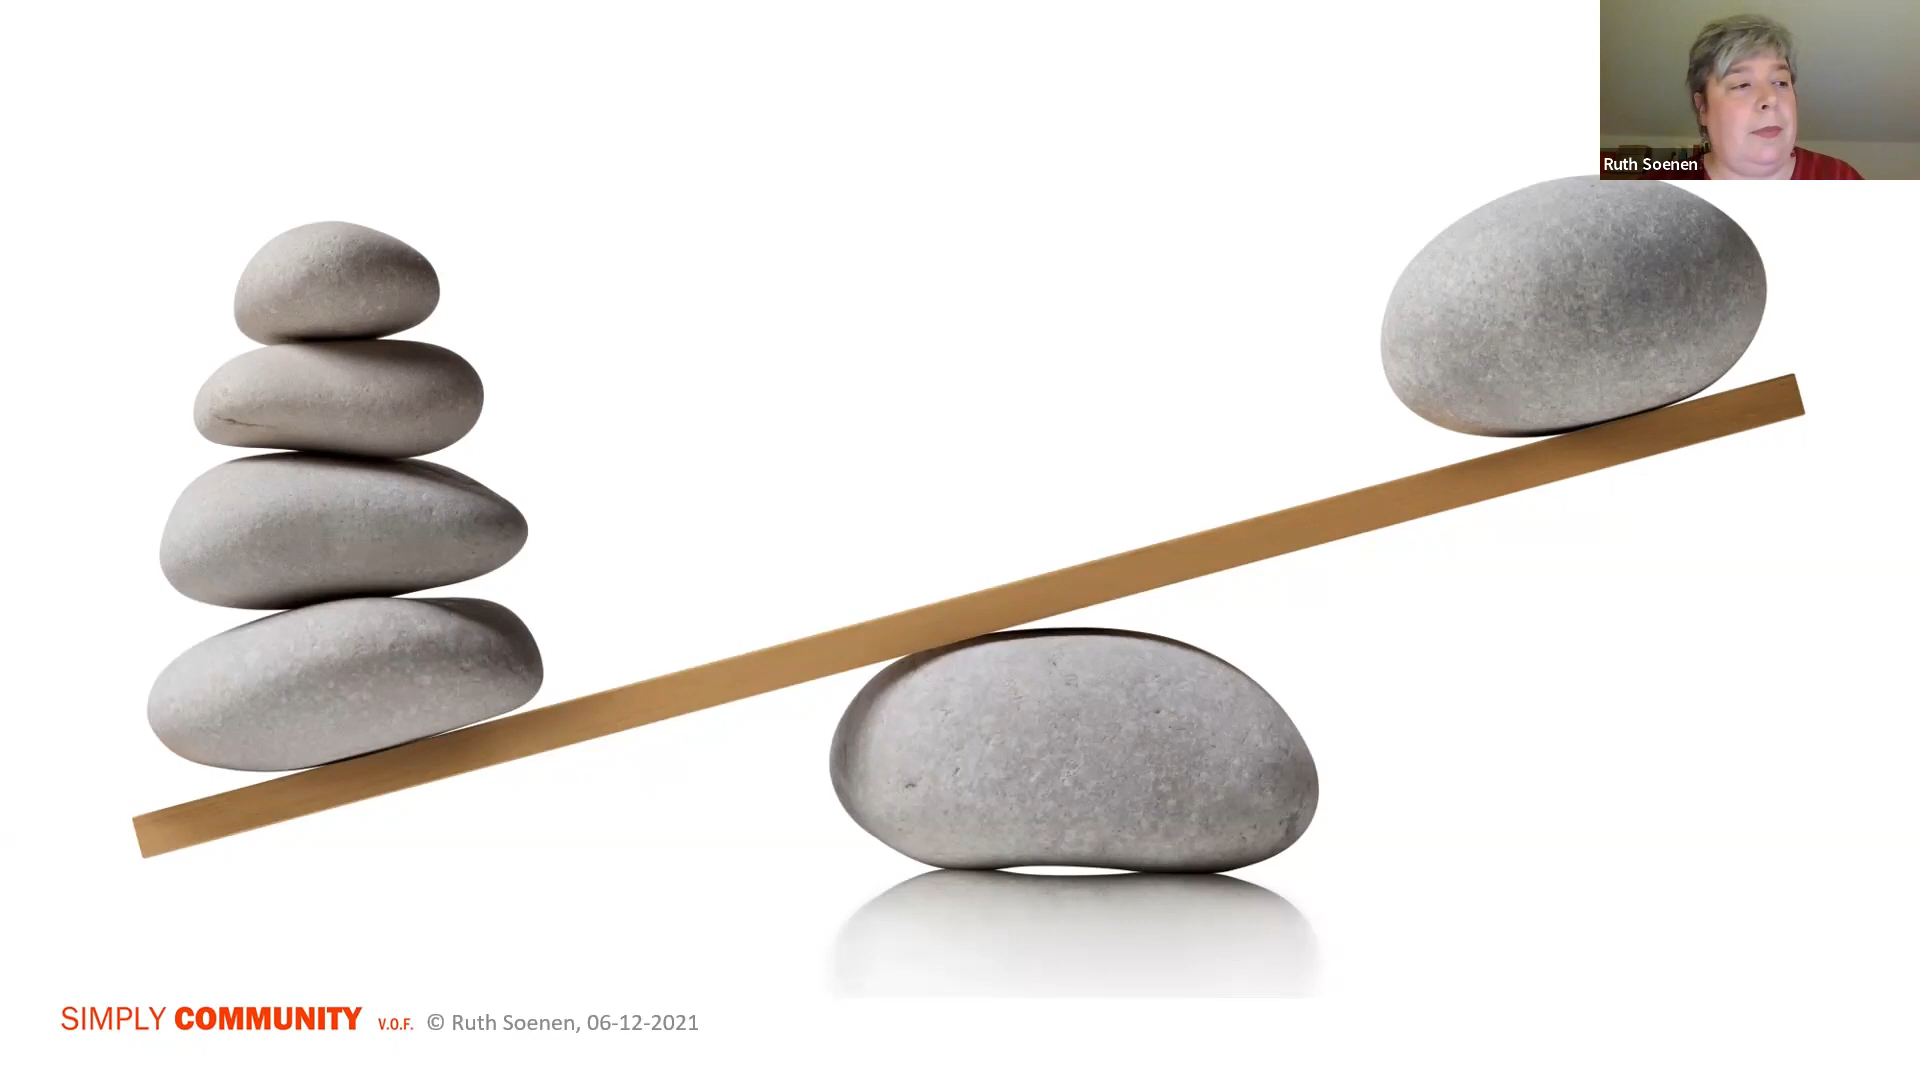 Ruth Soenen
SIMPLY COMMUNITY V.O.F. © Ruth Soenen, 06-12-2021